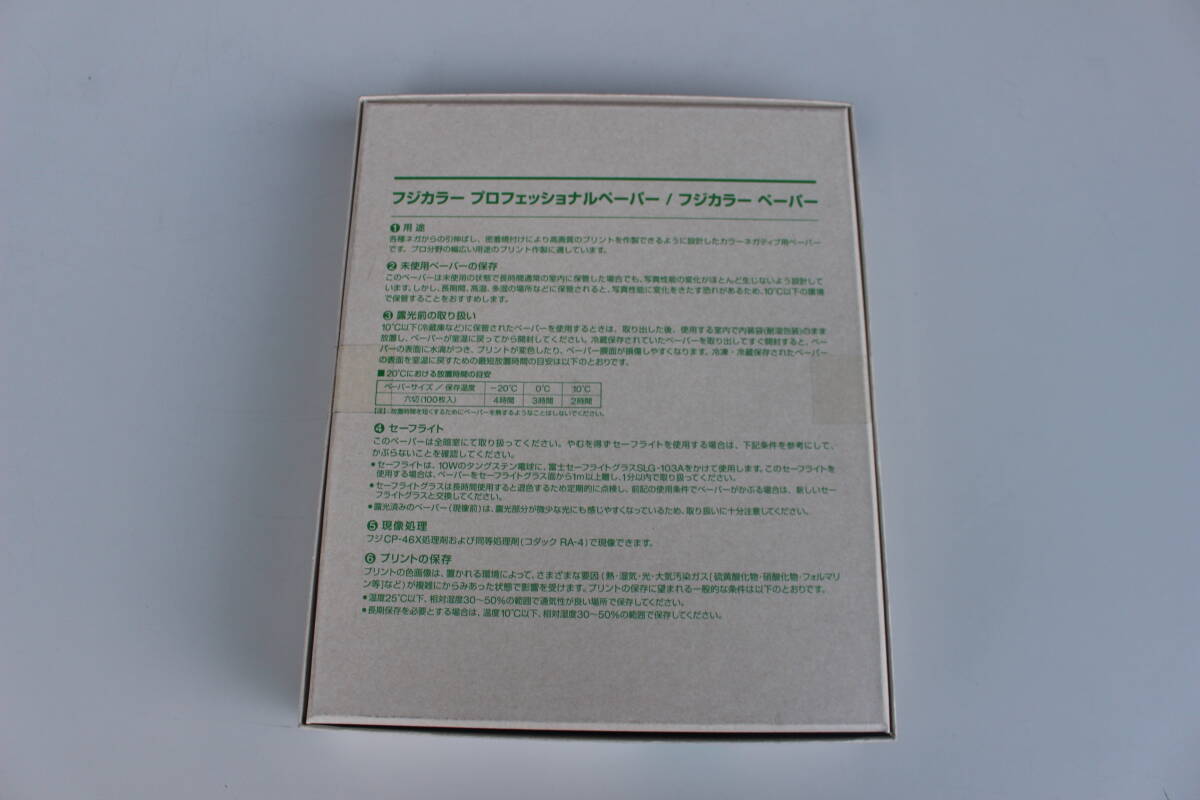 フジカラー プロフェッショナルペーパー / フジカラー ペーパー
❶ 用 途
各種ネガからの引伸ばし、密着焼付けにより高画質のプリントを作製できるように設計したカラーネガティブ用ペーパー
です。プロ分野の幅広い用途のプリント作製に適しています。
❷ 未使用ペーパーの保存
このペーパーは未使用の状態で長時間通常の室内に保管した場合でも、写真性能の変化がほとんど生じないよう設計して
います。しかし、長期間、高温、多湿の場所などに保管されると、写真性能に変化をきたす恐れがあるため、10℃以下の環境
で保管することをおすすめします。
❸ 露光前の取り扱い
10℃以下(冷蔵庫など)に保管されたペーパーを使用するときは、取り出した後、使用する室内で内装袋(耐湿包装)のまま
放置し、ペーパーが室温に戻ってから開封してください。冷蔵保存されていたペーパーを取り出してすぐ開封すると、ペー
パーの表面に水滴がつき、プリントが変色したり、ペーパー膜面が損傷しやすくなります。冷凍・冷蔵保存されたペーパー
の表面を室温に戻すための最短放置時間の目安は以下のとおりです。
■ 20℃における放置時間の目安
ペーパーサイズ / 保存温度 −20℃ 0℃ 10℃
六切(100枚入) 4時間 3時間 2時間
【注】: 放置時間を短くするためにペーパーを熱するようなことはしないでください。
❹ セーフライト
このペーパーは全暗室にて取り扱ってください。やむを得ずセーフライトを使用する場合は、下記条件を参考にして、
かぶらないことを確認してください。
●セーフライトは、10Wのタングステン電球に、富士セーフライトグラスSLG-103Aをかけて使用します。このセーフライトを
使用する場合は、ペーパーをセーフライトグラス面から1m以上離し、1分以内で取り扱ってください。
●セーフライトグラスは長時間使用すると退色するため定期的に点検し、前記の使用条件でペーパーがかぶる場合は、新しいセー
フライトグラスと交換してください。
●露光済みのペーパー(現像前)は、露光部分が微少な光にも感じやすくなっているため、取り扱いに十分注意してください。
❺ 現像処理
フジCP-46X処理剤および同等処理剤(コダック RA-4)で現像できます。
❻ プリントの保存
プリントの色画像は、置かれる環境によって、さまざまな要因(熱・湿気・光・大気汚染ガス[硫黄酸化物・硝酸化物・フォルマリ
ン等]など)が複雑にからみあった状態で影響を受けます。プリントの保存に望まれる一般的な条件は以下のとおりです。
●温度25℃以下、相対湿度30〜50%の範囲で通気性が良い場所で保存してください。
●長期保存を必要とする場合は、温度10℃以下、相対湿度30〜50%の範囲で保存してください。